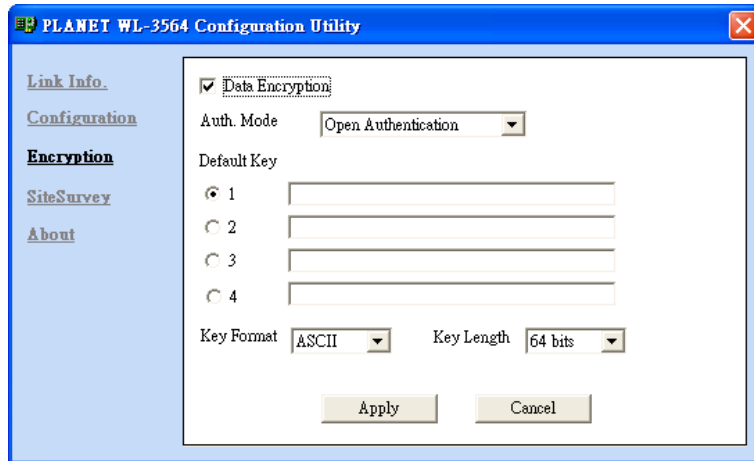 PLANET WL-3564 Configuration Utility
Link Info.
Configuration
Encryption
SiteSurvey
About
Data Encryption
Auth. Mode Open Authentication
Default Key
1
2
3
4
Key Format ASCII Key Length 64 bits
Apply Cancel